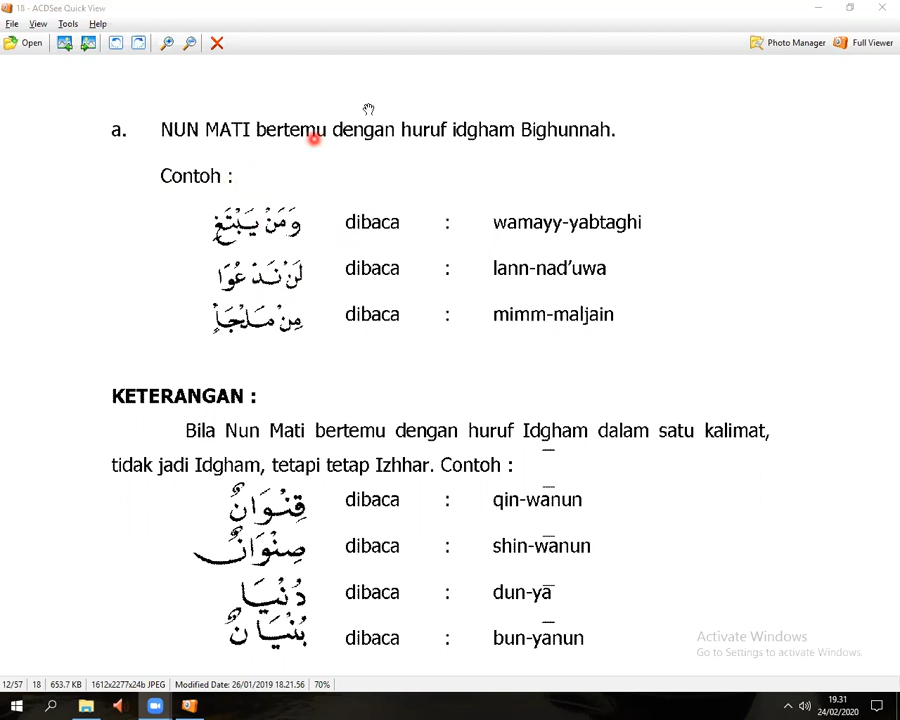 18 - ACDSee Quick View
File View Tools Help
Open Photo Manager Full Viewer
a. NUN MATI bertemu dengan huruf idgham Bighunnah.
Contoh :
وَمَنْ يَبْتَغِ dibaca : wamayy-yabtaghi
لَنْ نَدْعُوَا dibaca : lann-nad’uwa
مِنْ مَلْجَأٍ dibaca : mimm-maljain
KETERANGAN :
Bila Nun Mati bertemu dengan huruf Idgham dalam satu kalimat,
tidak jadi Idgham, tetapi tetap Izhhar. Contoh :
قِنْوَانٌ dibaca : qin-wānun
صِنْوَانٌ dibaca : shin-wānun
دُنْيَا dibaca : dun-yā
بُنْيَانٌ dibaca : bun-yānun
Activate Windows
Go to Settings to activate Windows.
12/57 18 653.7 KB 1612x2277x24b JPEG Modified Date: 26/01/2019 18.21.56 70%
19.31
24/02/2020